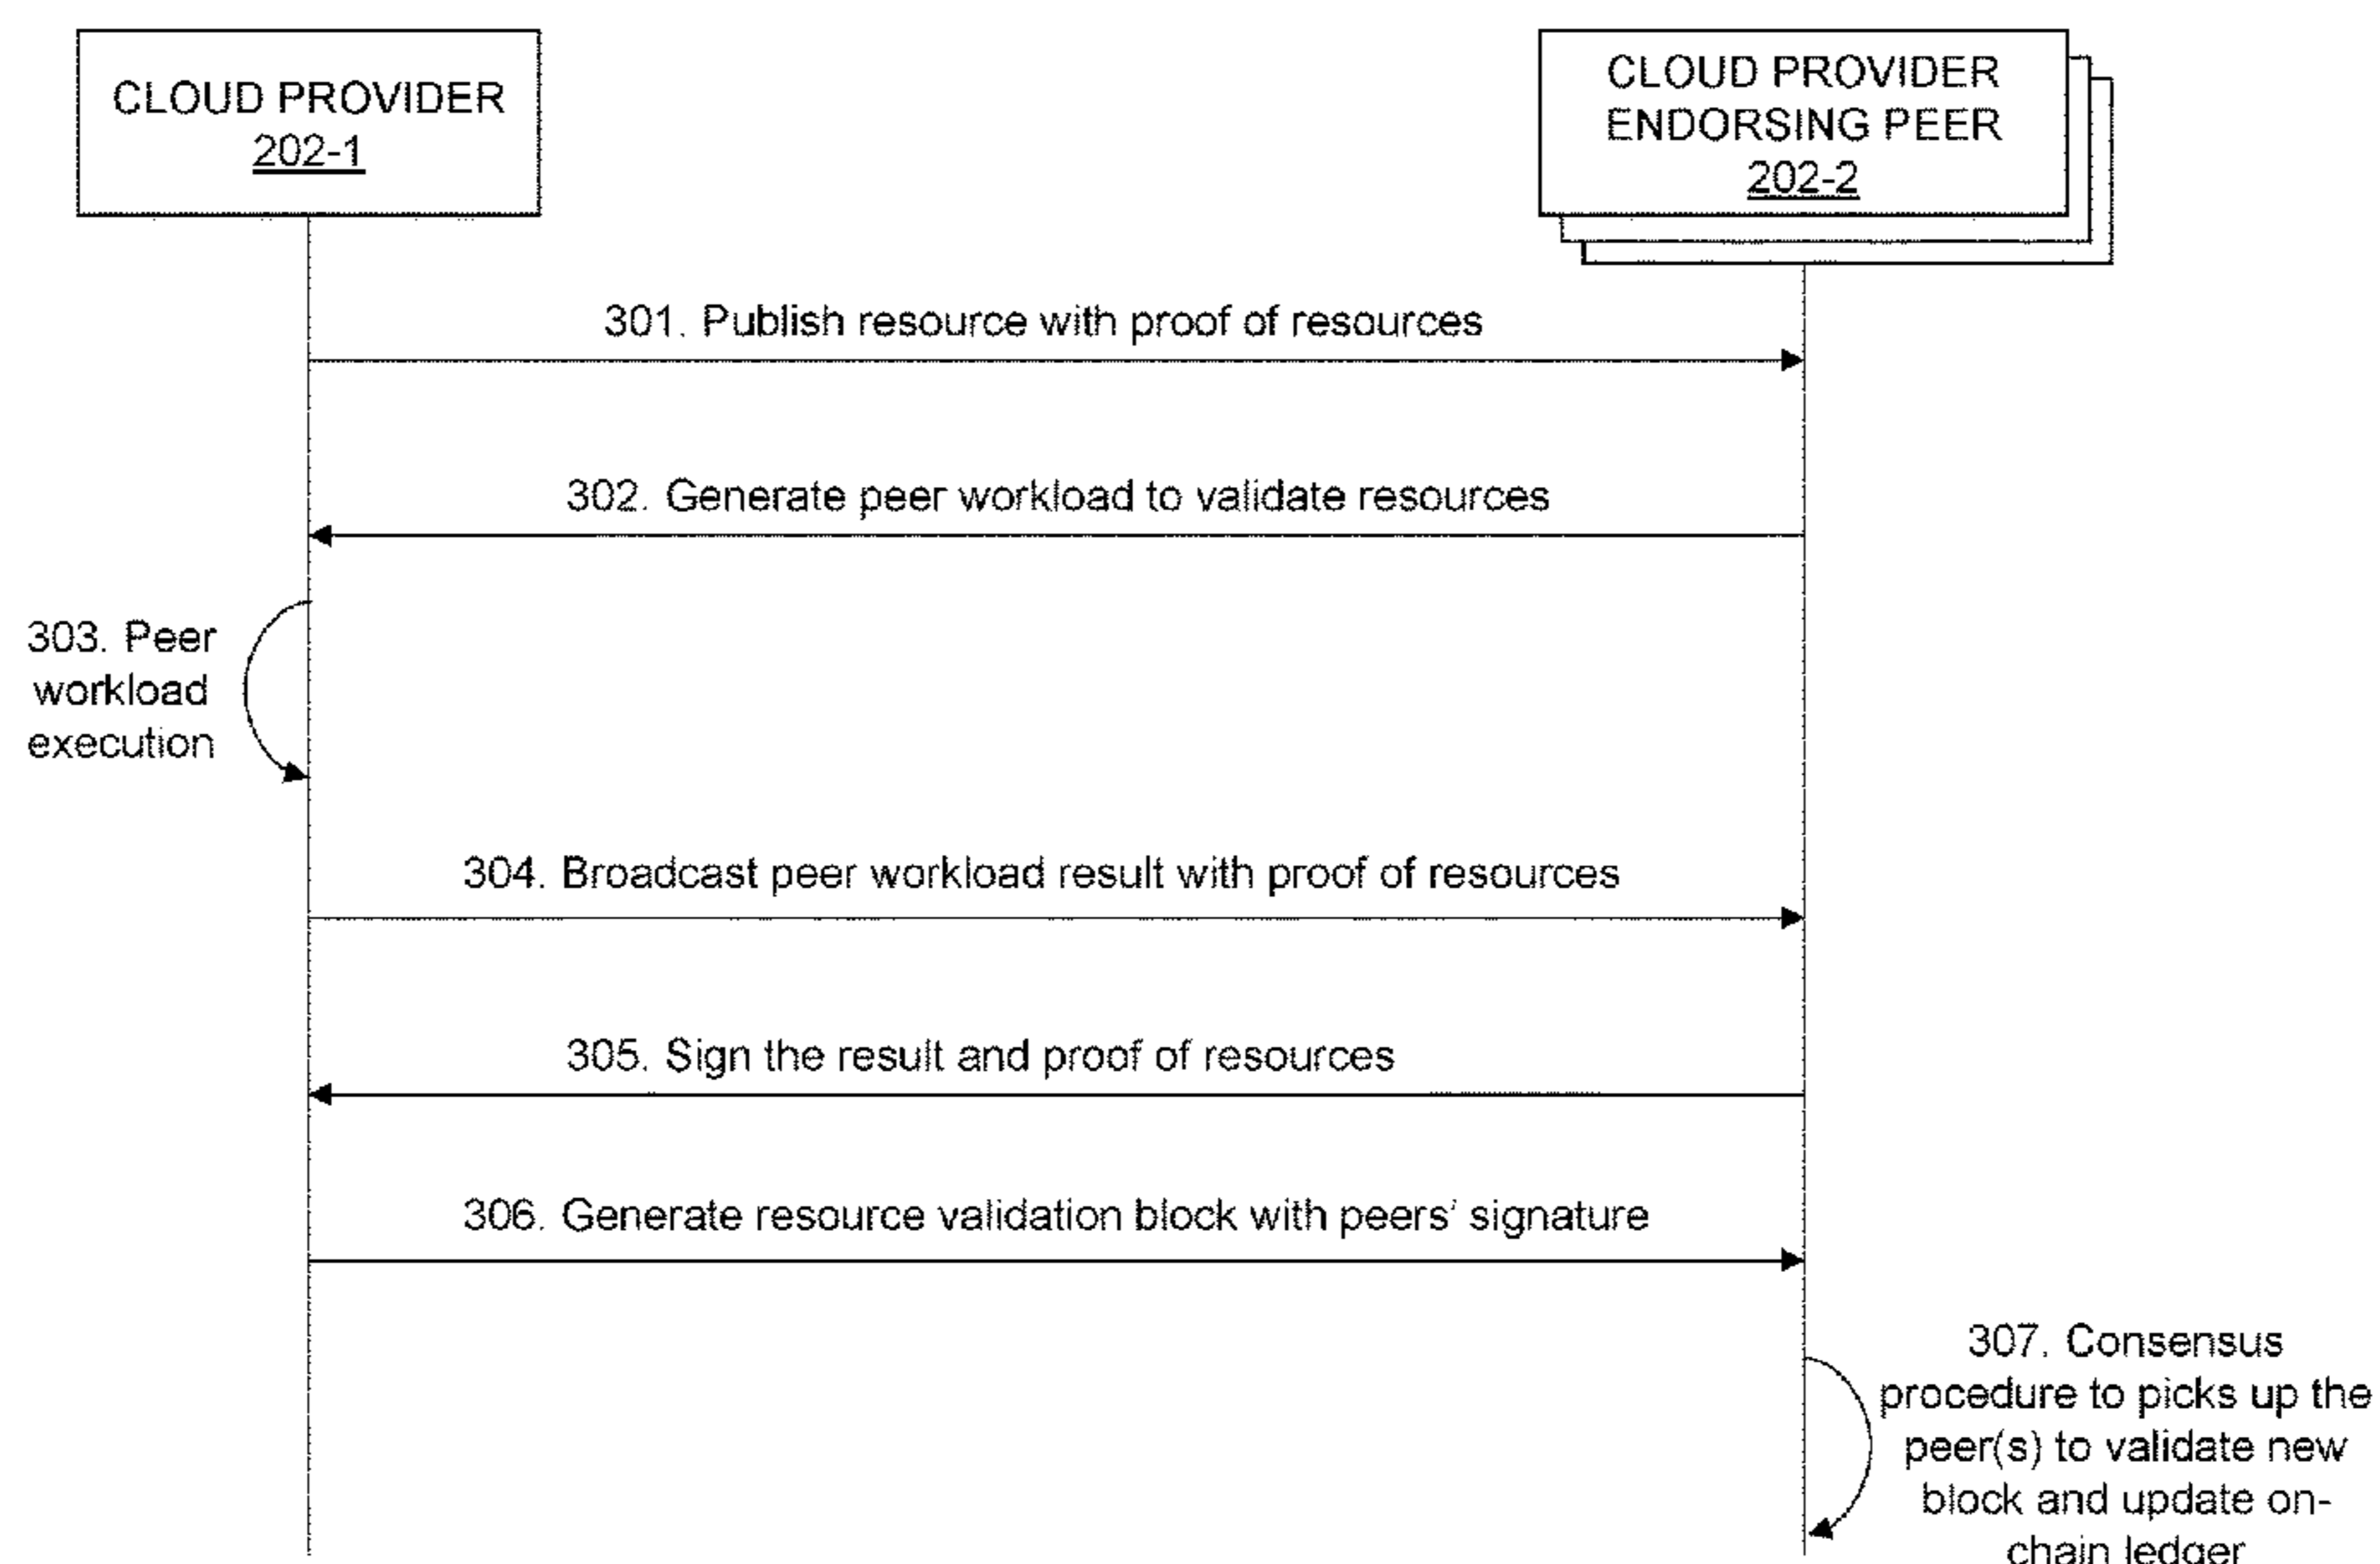 CLOUD PROVIDER
202-1
CLOUD PROVIDER
ENDORSING PEER
202-2
301. Publish resource with proof of resources
302. Generate peer workload to validate resources
303. Peer
workload
execution
304. Broadcast peer workload result with proof of resources
305. Sign the result and proof of resources
306. Generate resource validation block with peers' signature
307. Consensus
procedure to picks up the
peer(s) to validate new
block and update on-
chain ledger